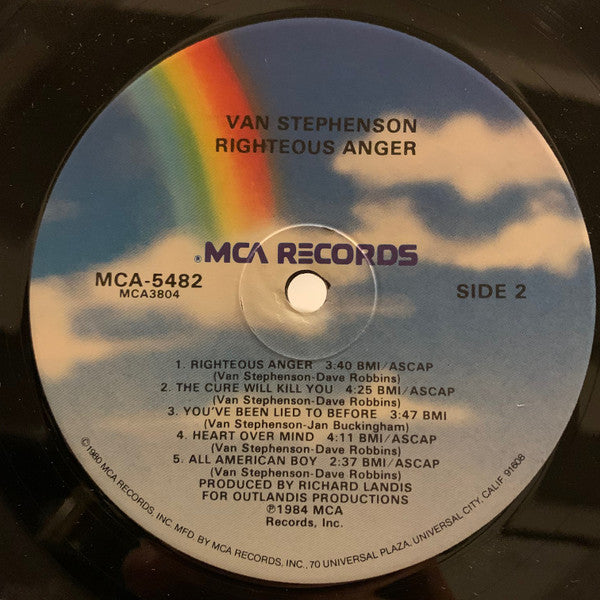 VAN STEPHENSON
RIGHTEOUS ANGER
®MCA RECORDS
MCA-5482
MCA3804
SIDE 2
1. RIGHTEOUS ANGER 3:40 BMI/ASCAP
(Van Stephenson-Dave Robbins)
2. THE CURE WILL KILL YOU 4:25 BMI/ASCAP
(Van Stephenson-Dave Robbins)
3. YOU'VE BEEN LIED TO BEFORE 3:47 BMI
(Van Stephenson-Jan Buckingham)
4. HEART OVER MIND 4:11 BMI/ASCAP
(Van Stephenson-Dave Robbins)
5. ALL AMERICAN BOY 2:37 BMI/ASCAP
(Van Stephenson-Dave Robbins)
PRODUCED BY RICHARD LANDIS
FOR OUTLANDIS PRODUCTIONS
℗1984 MCA
Records, Inc.
©1980 MCA RECORDS, INC. MFD. BY MCA RECORDS, INC., 70 UNIVERSAL PLAZA, UNIVERSAL CITY, CALIF. 91608